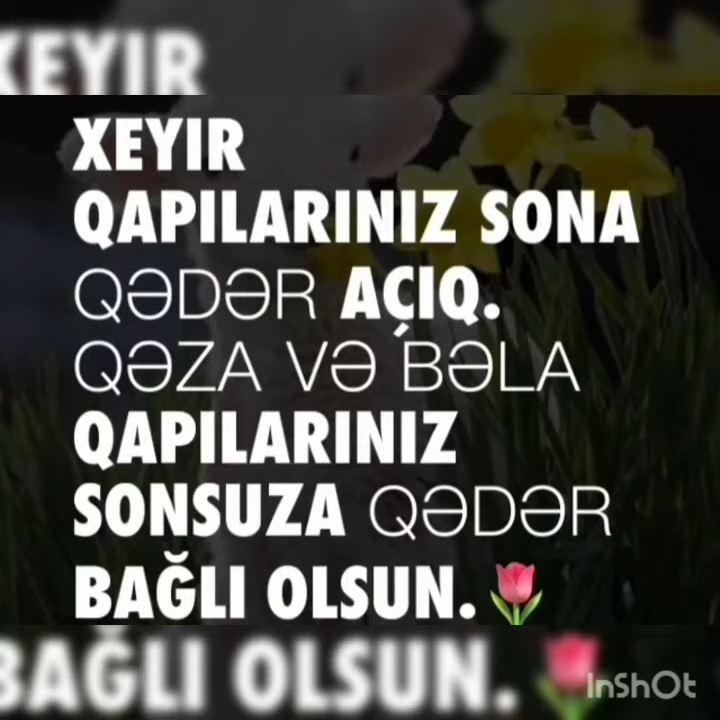 XEYIR
XEYIR
QAPILARINIZ SONA
QƏDƏR AÇIQ.
QƏZA VƏ BƏLA
QAPILARINIZ
SONSUZA QƏDƏR
BAĞLI OLSUN.🌷
BAĞLI OLSUN.🌷
InShOt